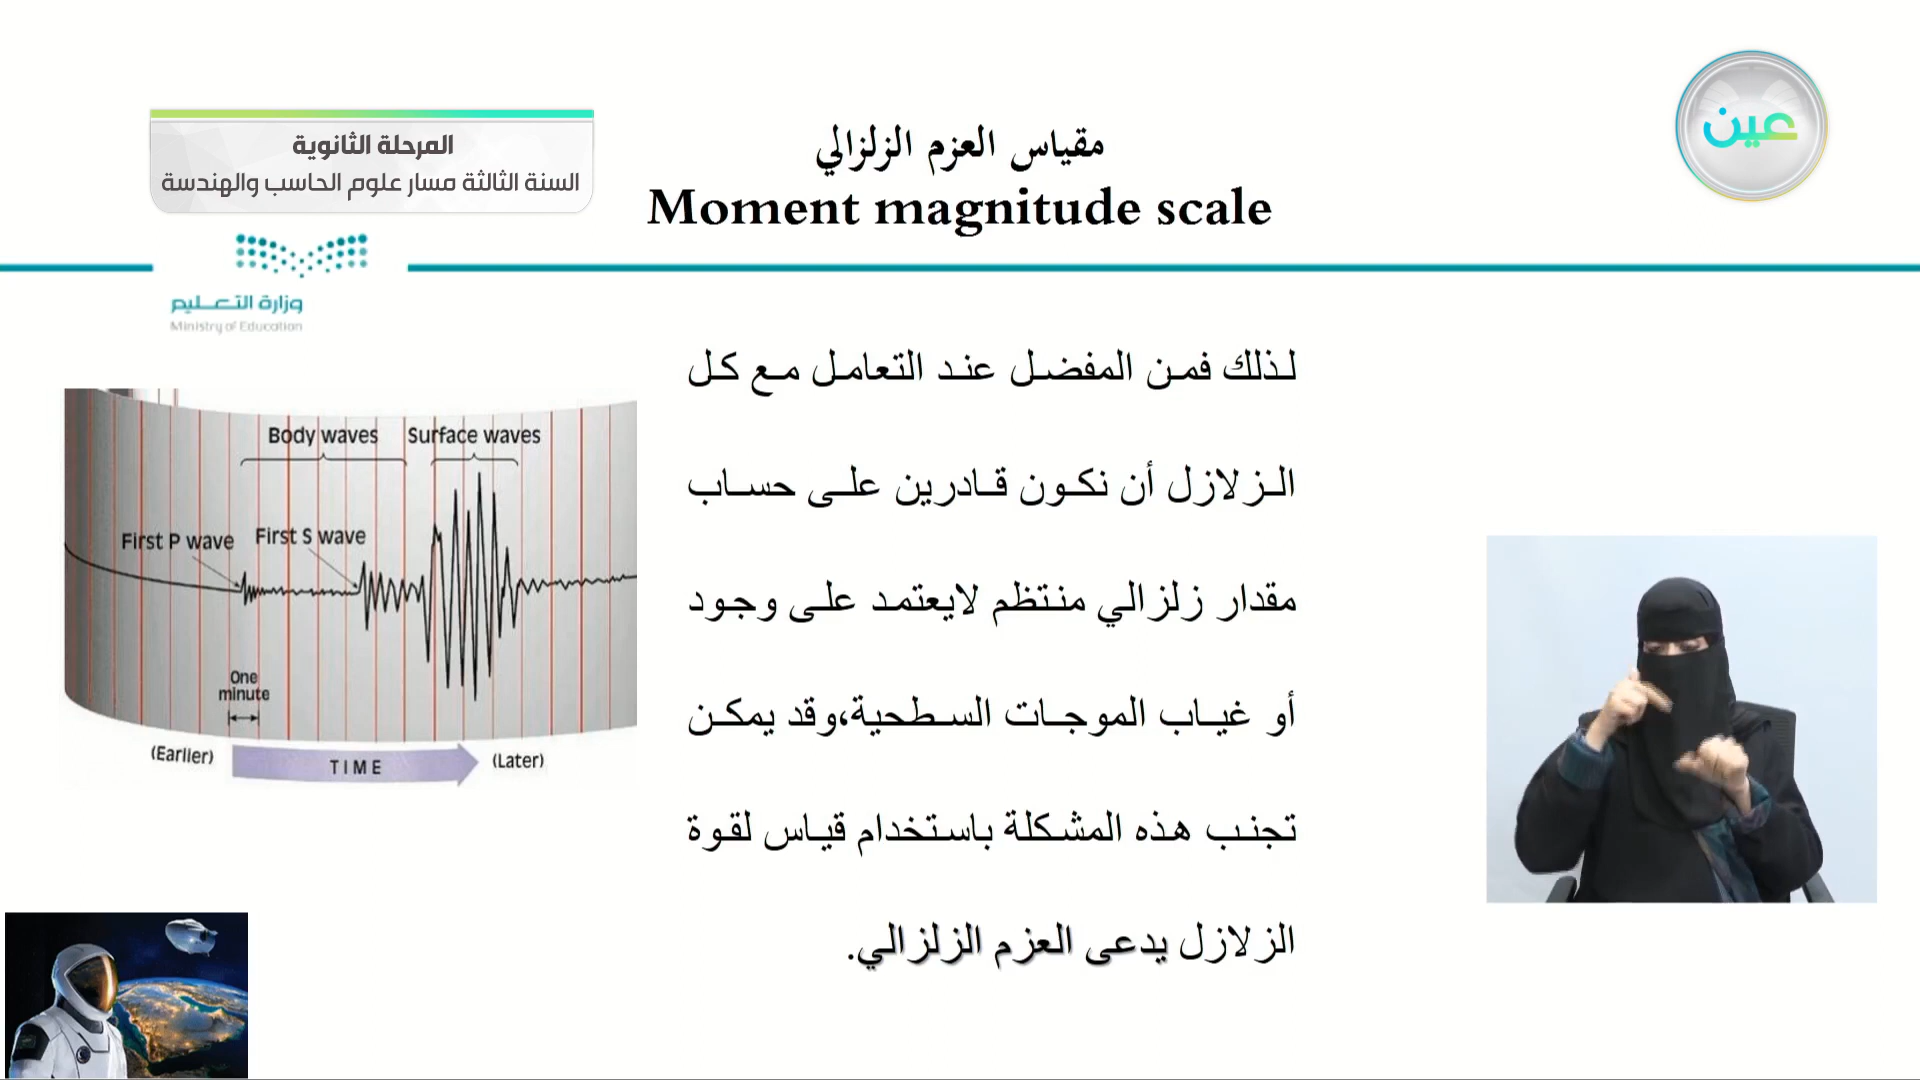 عين
المرحلة الثانوية
السنة الثالثة مسار علوم الحاسب والهندسة
مقياس العزم الزلزالي
Moment magnitude scale
وزارة التعليم
Ministry of Education
لذلك فمن المفضل عند التعامل مع كل
الزلازل أن نكون قادرين على حساب
مقدار زلزالي منتظم لايعتمد على وجود
أو غياب الموجات السطحية،وقد يمكن
تجنب هذه المشكلة باستخدام قياس لقوة
الزلازل يدعى العزم الزلزالي.
Body waves
Surface waves
First P wave
First S wave
One
minute
(Earlier)
TIME
(Later)